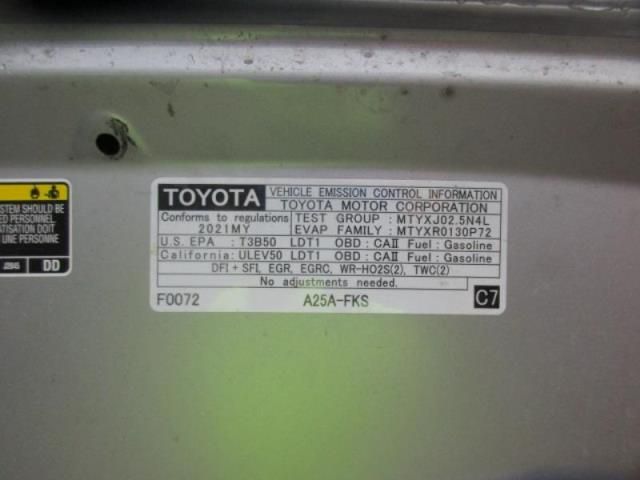 TOYOTA
VEHICLE EMISSION CONTROL INFORMATION
TOYOTA MOTOR CORPORATION
Conforms to regulations
2021MY
TEST GROUP : MTYXJ02.5N4L
EVAP FAMILY : MTYXR0130P72
U.S. EPA : T3B50 LDT1 OBD : CAⅡ Fuel : Gasoline
California: ULEV50 LDT1 OBD : CAⅡ Fuel : Gasoline
DFI + SFI, EGR, EGRC, WR-HO2S(2), TWC(2)
No adjustments needed.
F0072 A25A-FKS C7
STEM SHOULD BE
ED PERSONNEL.
ATISATION DOIT
UNE PERSONNE
DD